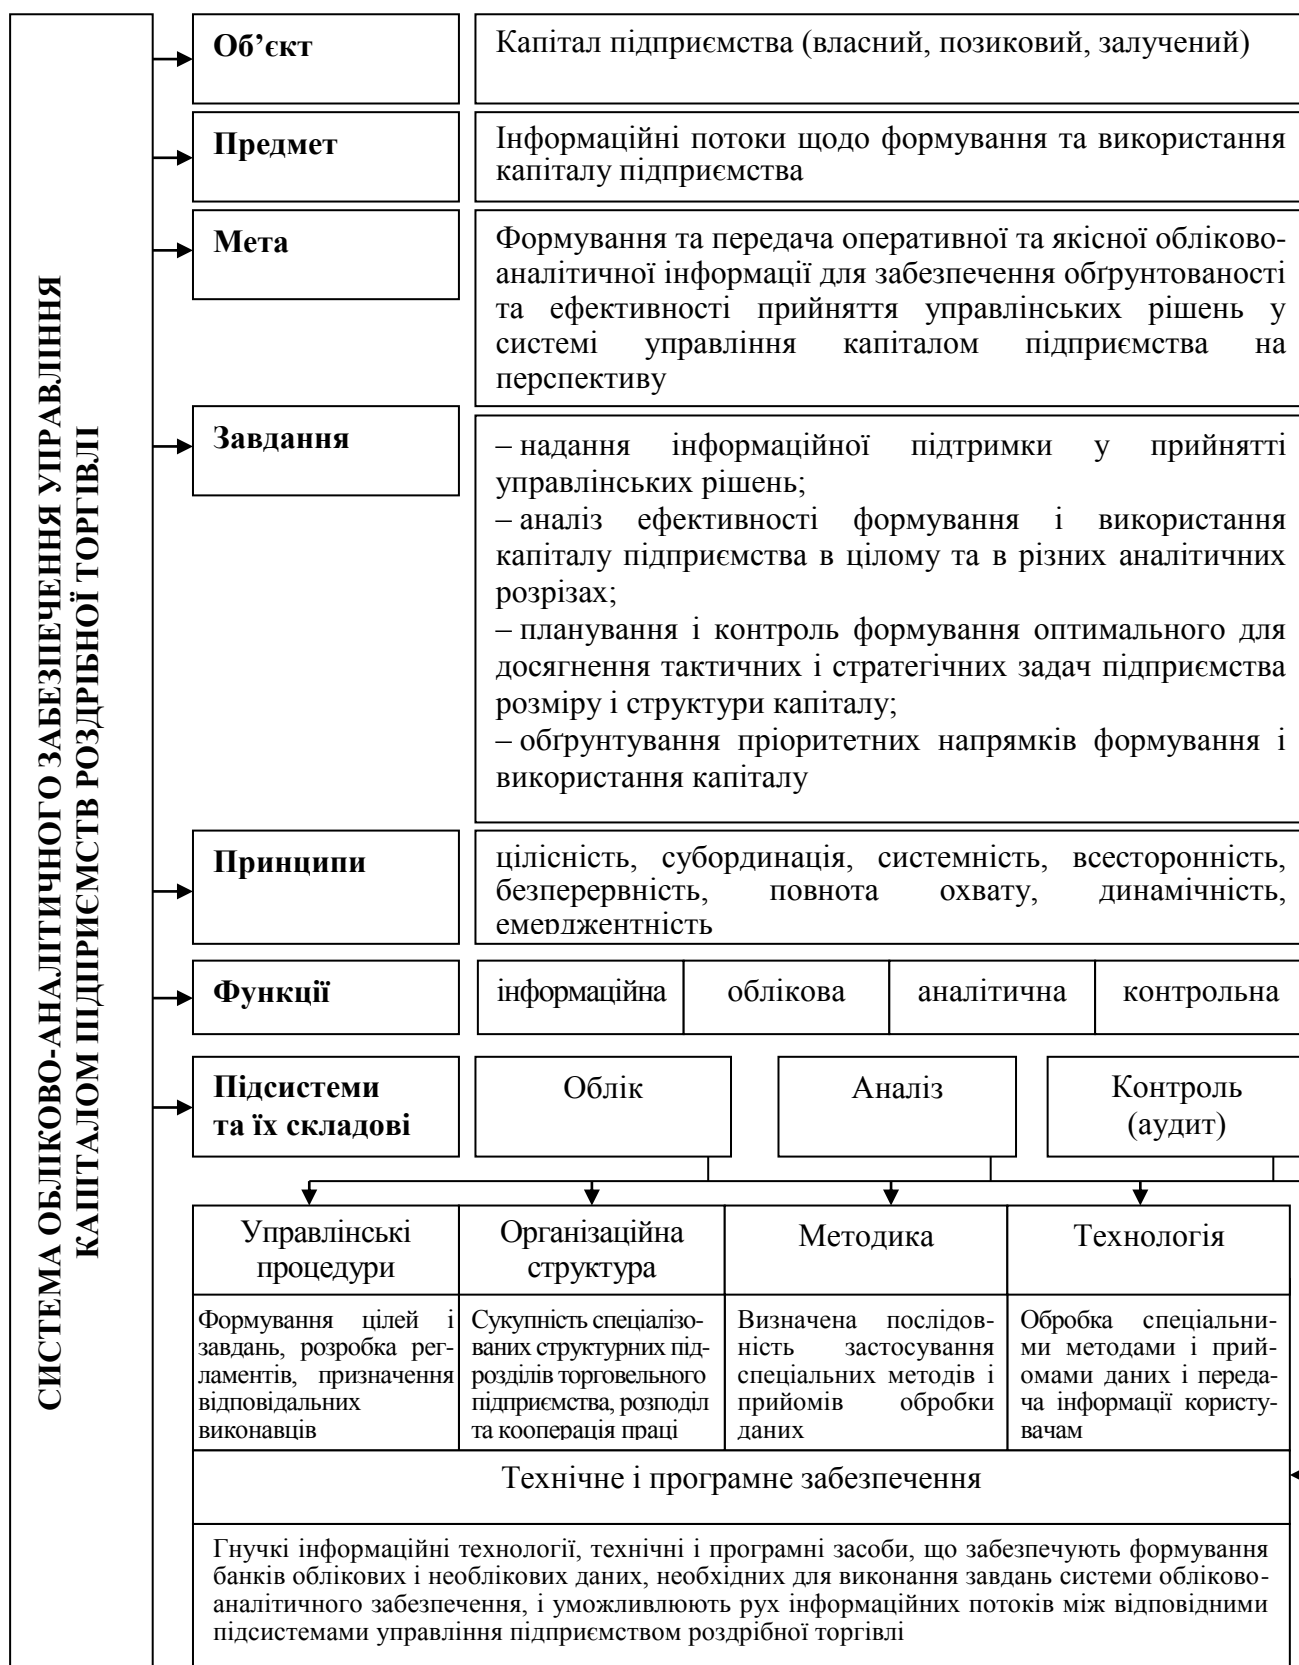 СИСТЕМА ОБЛІКОВО-АНАЛІТИЧНОГО ЗАБЕЗПЕЧЕННЯ УПРАВЛІННЯ
КАПІТАЛОМ ПІДПРИЄМСТВ РОЗДРІБНОЇ ТОРГІВЛІ
Об’єкт
Капітал підприємства (власний, позиковий, залучений)
Предмет
Інформаційні потоки щодо формування та використання
капіталу підприємства
Мета
Формування та передача оперативної та якісної обліково-
аналітичної інформації для забезпечення обґрунтованості
та ефективності прийняття управлінських рішень у
системі управління капіталом підприємства на
перспективу
Завдання
– надання інформаційної підтримки у прийнятті
управлінських рішень;
– аналіз ефективності формування і використання
капіталу підприємства в цілому та в різних аналітичних
розрізах;
– планування і контроль формування оптимального для
досягнення тактичних і стратегічних задач підприємства
розміру і структури капіталу;
– обґрунтування пріоритетних напрямків формування і
використання капіталу
Принципи
цілісність, субординація, системність, всесторонність,
безперервність, повнота охвату, динамічність,
емерджентність
Функції
інформаційна
облікова
аналітична
контрольна
Підсистеми
та їх складові
Облік
Аналіз
Контроль
(аудит)
Управлінські
процедури
Організаційна
структура
Методика
Технологія
Формування цілей і
завдань, розробка рег-
ламентів, призначення
відповідальних
виконавців
Сукупність спеціалізо-
ваних структурних під-
розділів торговельного
підприємства, розподіл
та кооперація праці
Визначена послідов-
ність застосування
спеціальних методів і
прийомів обробки
даних
Обробка спеціальни-
ми методами і прий-
омами даних і переда-
ча інформації користу-
вачам
Технічне і програмне забезпечення
Гнучкі інформаційні технології, технічні і програмні засоби, що забезпечують формування
банків облікових і необлікових даних, необхідних для виконання завдань системи обліково-
аналітичного забезпечення, і уможливлюють рух інформаційних потоків між відповідними
підсистемами управління підприємством роздрібної торгівлі